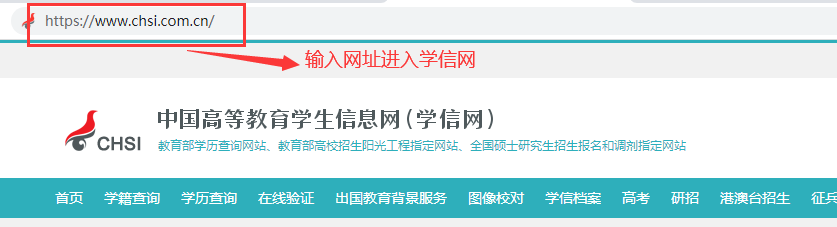 https://www.chsi.com.cn/
输入网址进入学信网
中国高等教育学生信息网(学信网)
CHSI
教育部学历查询网站、教育部高校招生阳光工程指定网站、全国硕士研究生招生报名和调剂指定网站
首页 学籍查询 学历查询 在线验证 出国教育背景服务 图像校对 学信档案 高考 研招 港澳台招生 征兵